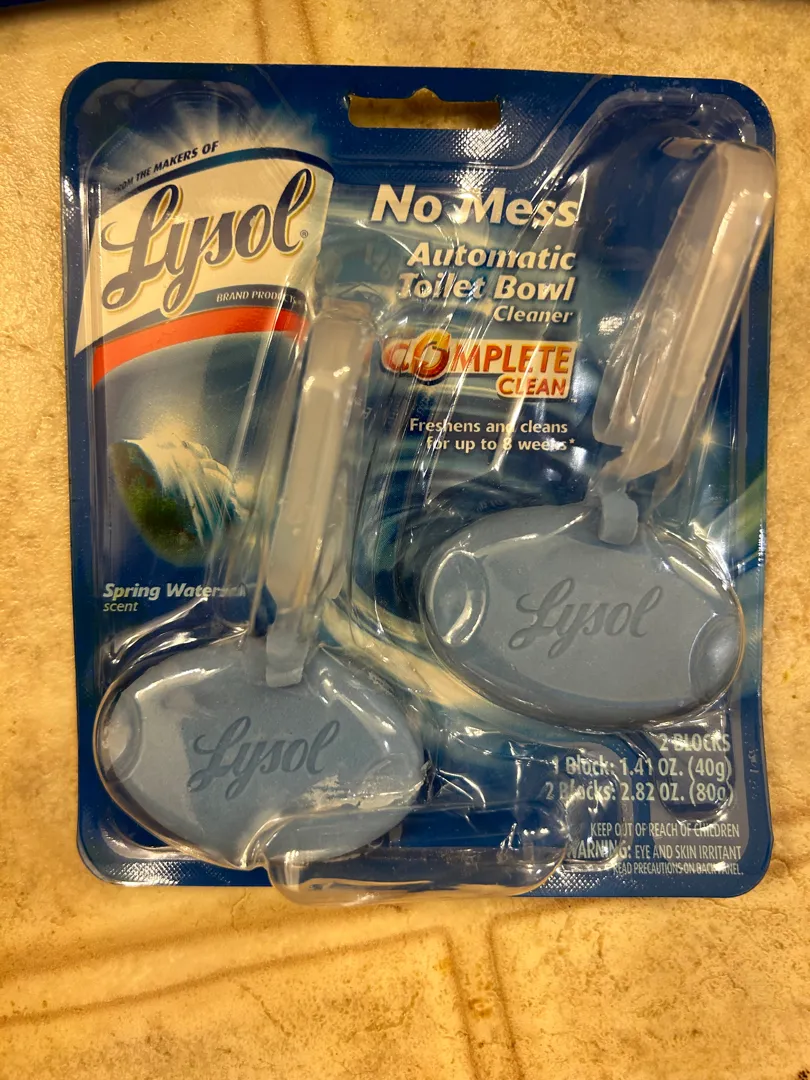 FROM THE MAKERS OF
Lysol®
BRAND PRODUCTS
No Mess
Automatic
Toilet Bowl
Cleaner
COMPLETE
CLEAN
Freshens and cleans
for up to 8 weeks*
Spring Waterfall
scent
Lysol
Lysol
2 BLOCKS
1 Block: 1.41 OZ. (40g)
2 Blocks: 2.82 OZ. (80g)
KEEP OUT OF REACH OF CHILDREN
WARNING: EYE AND SKIN IRRITANT
READ PRECAUTIONS ON BACK PANEL.